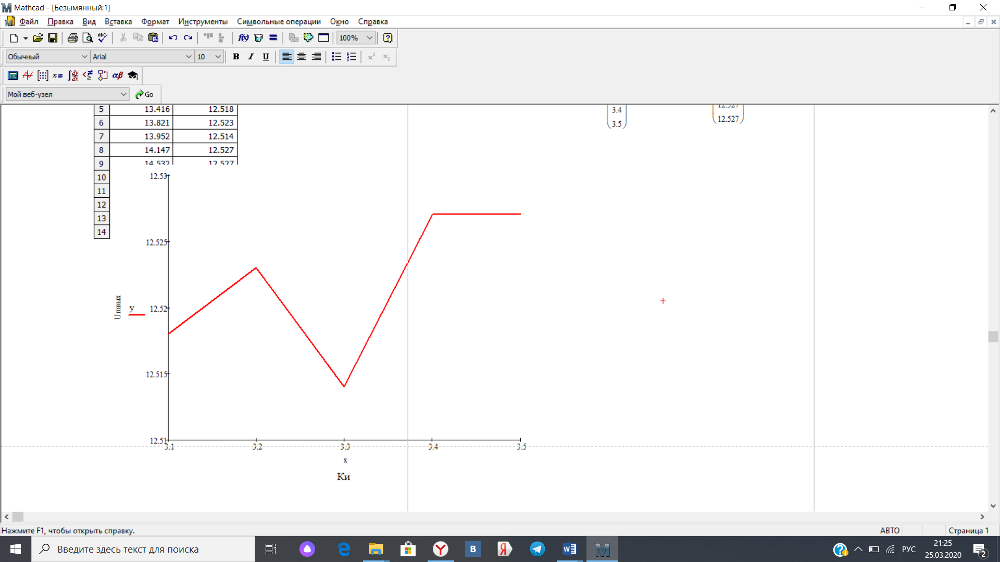 Mathcad - [Безымянный:1]
Файл Правка Вид Вставка Формат Инструменты Символьные операции Окно Справка
100%
Обычный Arial 10 B I U
Мой веб-узел Go
5 13.416 12.518
6 13.821 12.523
7 13.952 12.514
8 14.147 12.527
9 14.532 12.527
10
11
12
13
14
3.4
3.5
12.527
12.527
12.53
12.525
12.52
12.515
12.51
Uтвых
y
3.1 3.2 3.3 3.4 3.5
x
Ки
Нажмите F1, чтобы открыть справку.
АВТО Страница 1
Введите здесь текст для поиска
РУС
21:25
25.03.2020
2